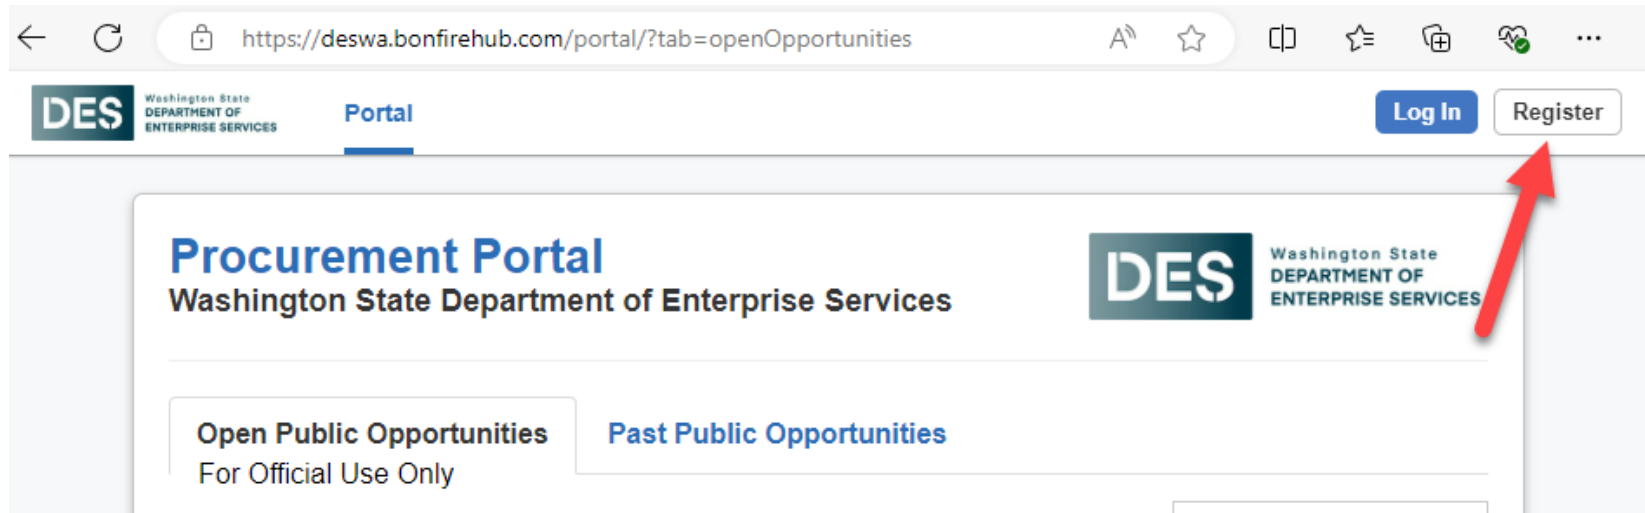 https://deswa.bonfirehub.com/portal/?tab=openOpportunities
DES
Washington State
DEPARTMENT OF
ENTERPRISE SERVICES
Portal
Log In
Register
Procurement Portal
Washington State Department of Enterprise Services
DES
Washington State
DEPARTMENT OF
ENTERPRISE SERVICES
Open Public Opportunities
Past Public Opportunities
For Official Use Only